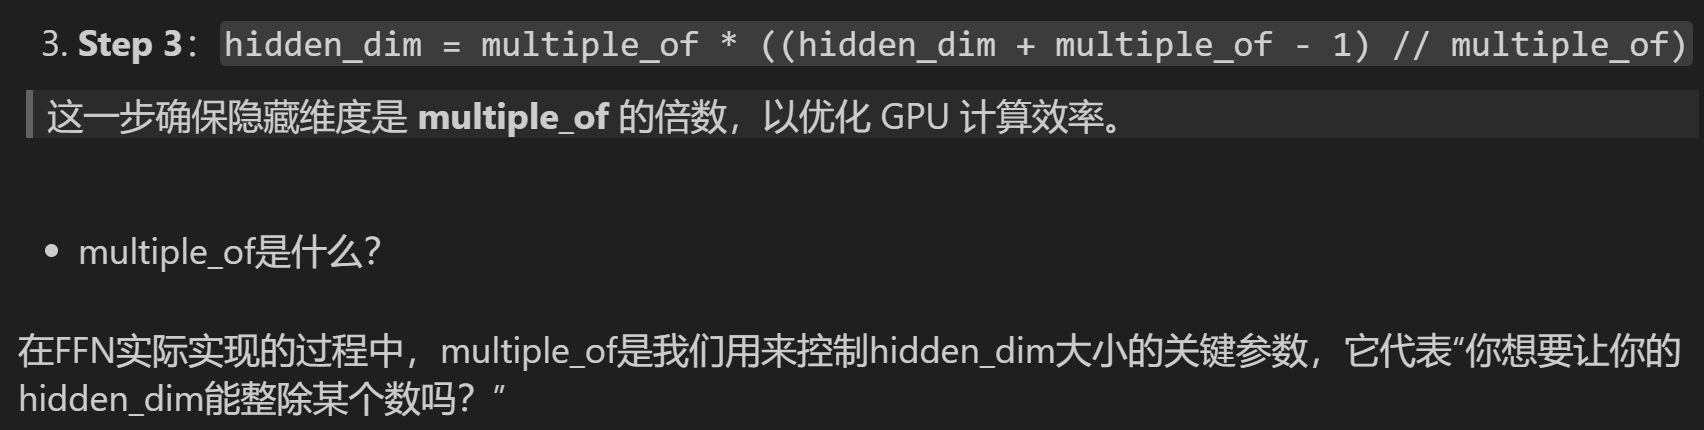 3. Step 3：hidden_dim = multiple_of * ((hidden_dim + multiple_of - 1) // multiple_of)
这一步确保隐藏维度是 multiple_of 的倍数，以优化 GPU 计算效率。
• multiple_of是什么？
在FFN实际实现的过程中，multiple_of是我们用来控制hidden_dim大小的关键参数，它代表“你想要让你的
hidden_dim能整除某个数吗？”